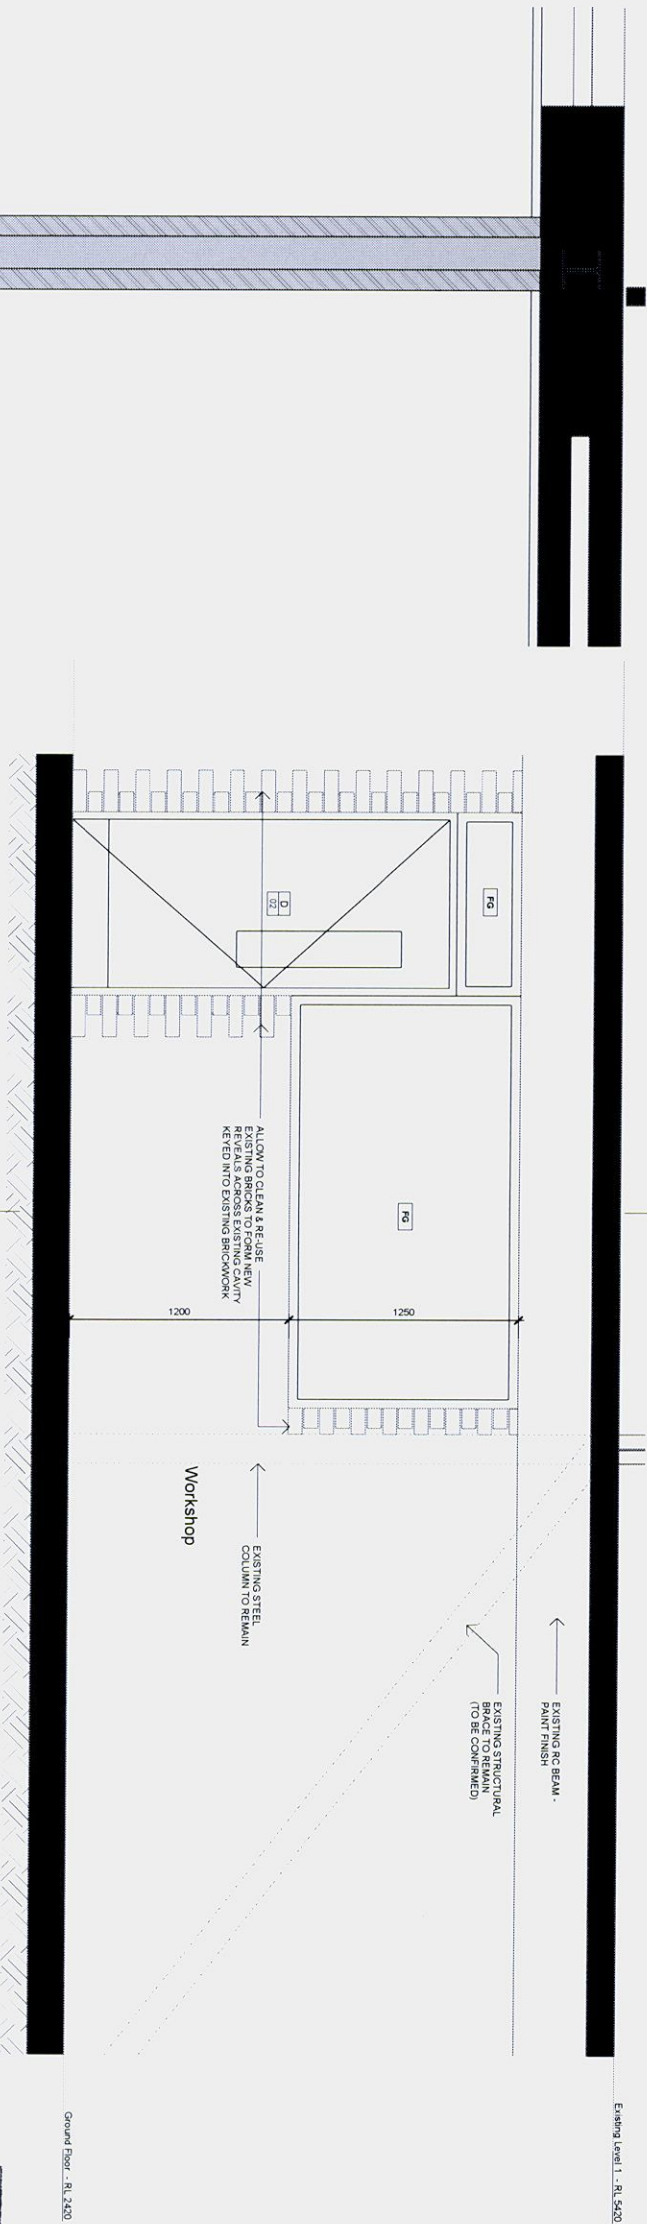 Existing Level 1 - RL 5420
EXISTING RC BEAM -
PAINT FINISH
FG
FG
EXISTING STRUCTURAL
BRACE TO REMAIN
(TO BE CONFIRMED)
1250
D
02
ALLOW TO CLEAN & RE-USE
EXISTING BRICKS TO FORM NEW
REVEALS ACROSS EXISTING CAVITY
KEYED INTO EXISTING BRICKWORK
EXISTING STEEL
COLUMN TO REMAIN
1200
Workshop
Ground Floor - RL 2420